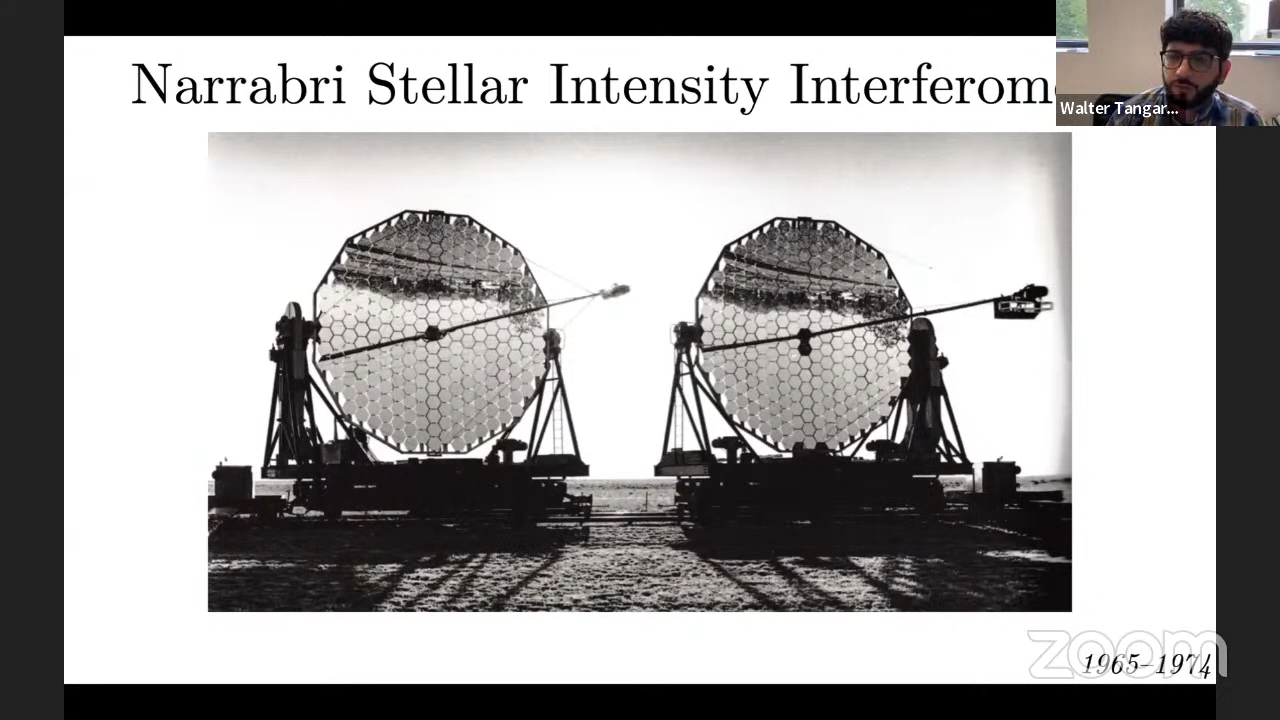 Narrabri Stellar Intensity Interferom
Walter Tangar...
zoom
1965–1974